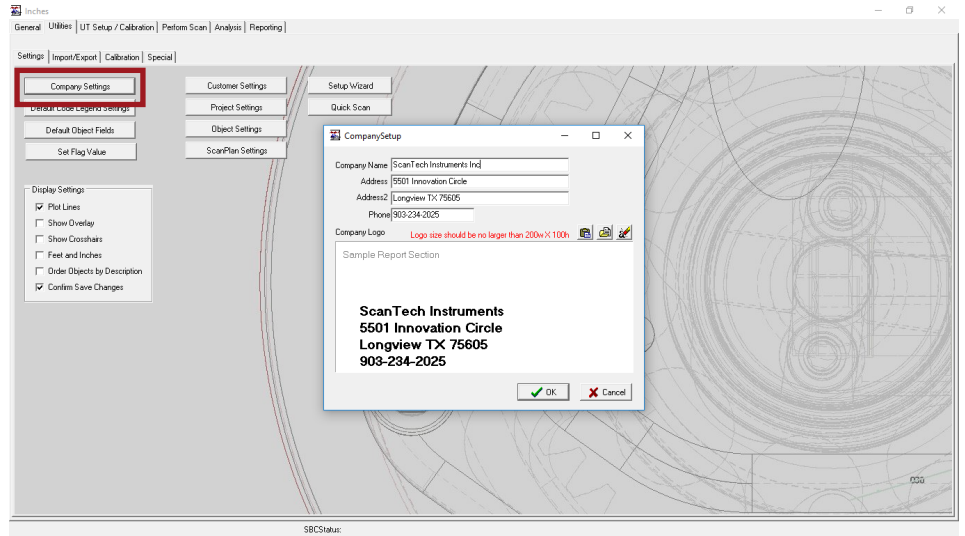 Inches
General Utilities UT Setup / Calibration Perform Scan Analysis Reporting
Settings Import/Export Calibration Special
Company Settings Customer Settings Setup Wizard
Default Code Legend Settings Project Settings Quick Scan
Default Object Fields Object Settings
Set Flag Value ScanPlan Settings
Display Settings
Plot Lines
Show Overlay
Show Crosshairs
Feet and Inches
Order Objects by Description
Confirm Save Changes
CompanySetup
Company Name ScanTech Instruments Inc
Address 5501 Innovation Circle
Address2 Longview TX 75605
Phone 903-234-2025
Company Logo Logo size should be no larger than 200w X 100h
Sample Report Section
ScanTech Instruments
5501 Innovation Circle
Longview TX 75605
903-234-2025
OK Cancel
SBCStatus: